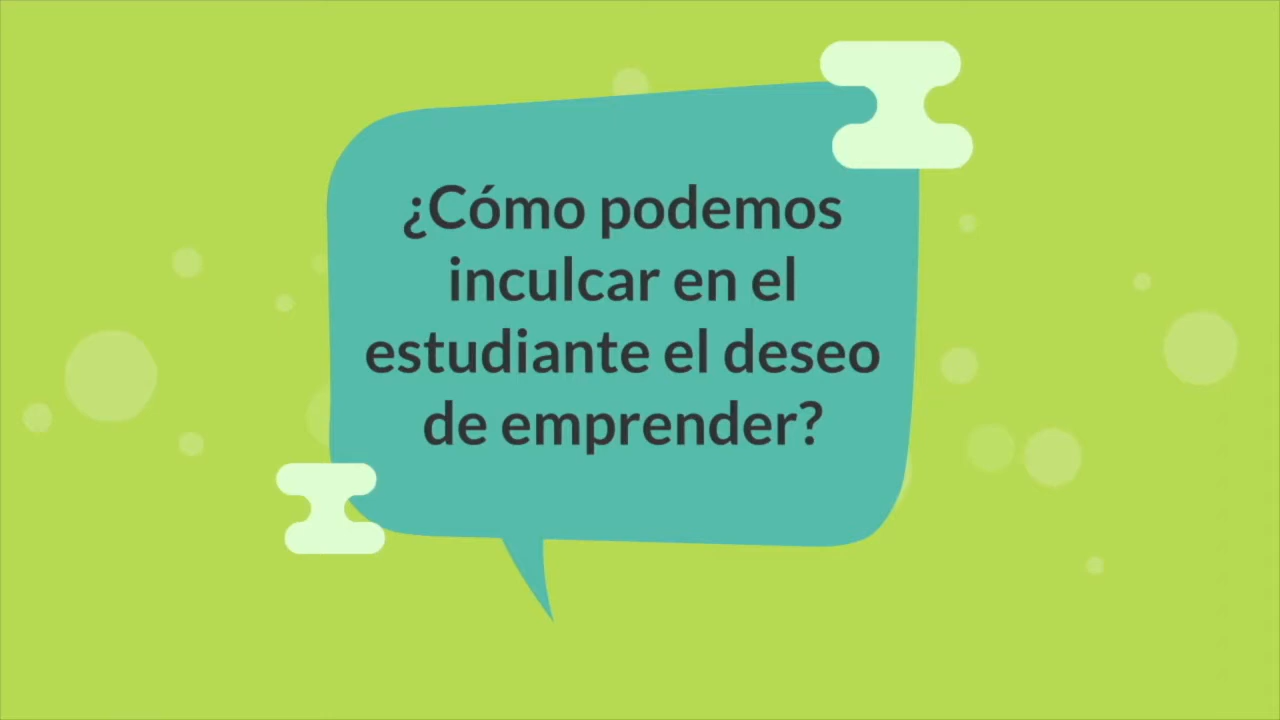 ¿Cómo podemos
inculcar en el
estudiante el deseo
de emprender?